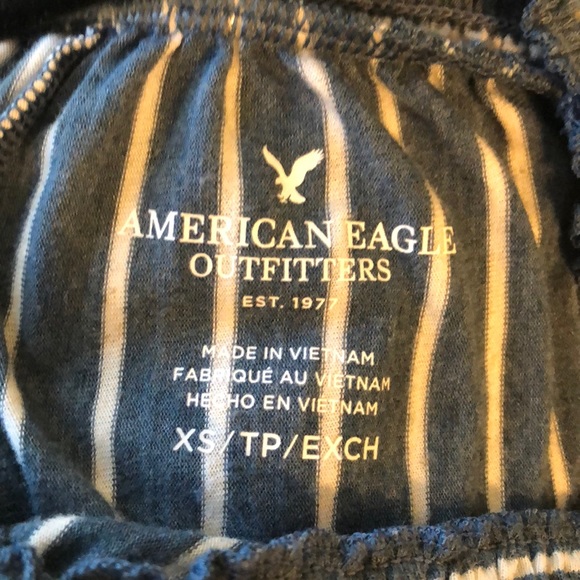 AMERICAN EAGLE
OUTFITTERS
EST. 1977
MADE IN VIETNAM
FABRIQUÉ AU VIETNAM
HECHO EN VIETNAM
XS/TP/EXCH